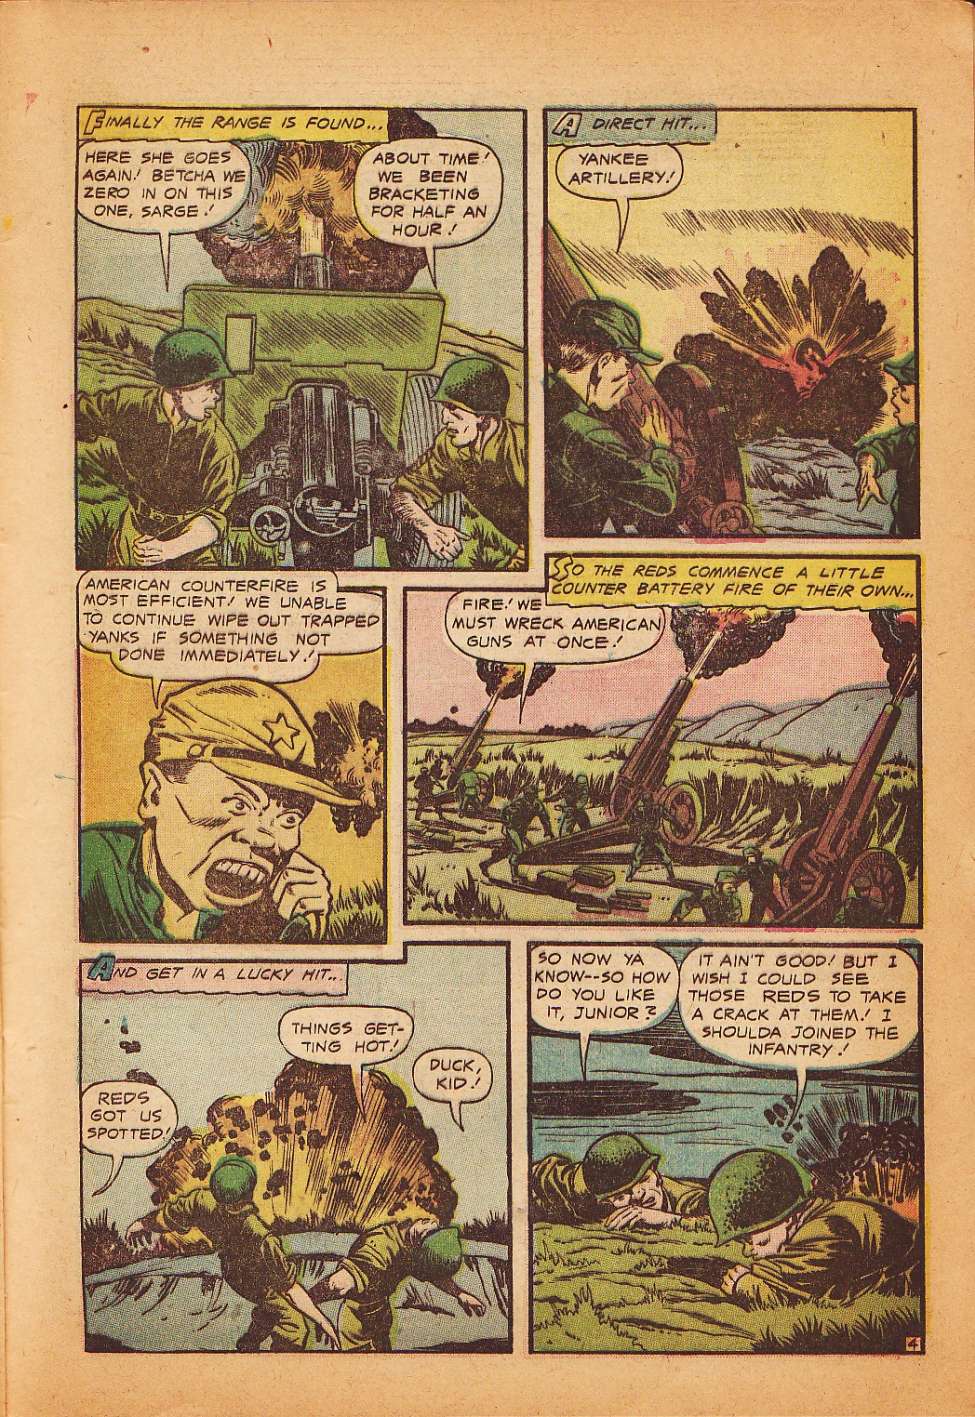 FINALLY THE RANGE IS FOUND...
HERE SHE GOES
AGAIN! BETCHA WE
ZERO IN ON THIS
ONE, SARGE!
ABOUT TIME!
WE BEEN
BRACKETING
FOR HALF AN
HOUR!
A DIRECT HIT...
YANKEE
ARTILLERY!
AMERICAN COUNTERFIRE IS
MOST EFFICIENT! WE UNABLE
TO CONTINUE WIPE OUT TRAPPED
YANKS IF SOMETHING NOT
DONE IMMEDIATELY!
SO THE REDS COMMENCE A LITTLE
COUNTER BATTERY FIRE OF THEIR OWN...
FIRE! WE
MUST WRECK AMERICAN
GUNS AT ONCE!
AND GET IN A LUCKY HIT...
REDS
GOT US
SPOTTED!
THINGS GET-
TING HOT!
DUCK,
KID!
SO NOW YA
KNOW--SO HOW
DO YOU LIKE
IT, JUNIOR?
IT AIN'T GOOD! BUT I
WISH I COULD SEE
THOSE REDS TO TAKE
A CRACK AT THEM! I
SHOULDA JOINED THE
INFANTRY!
4